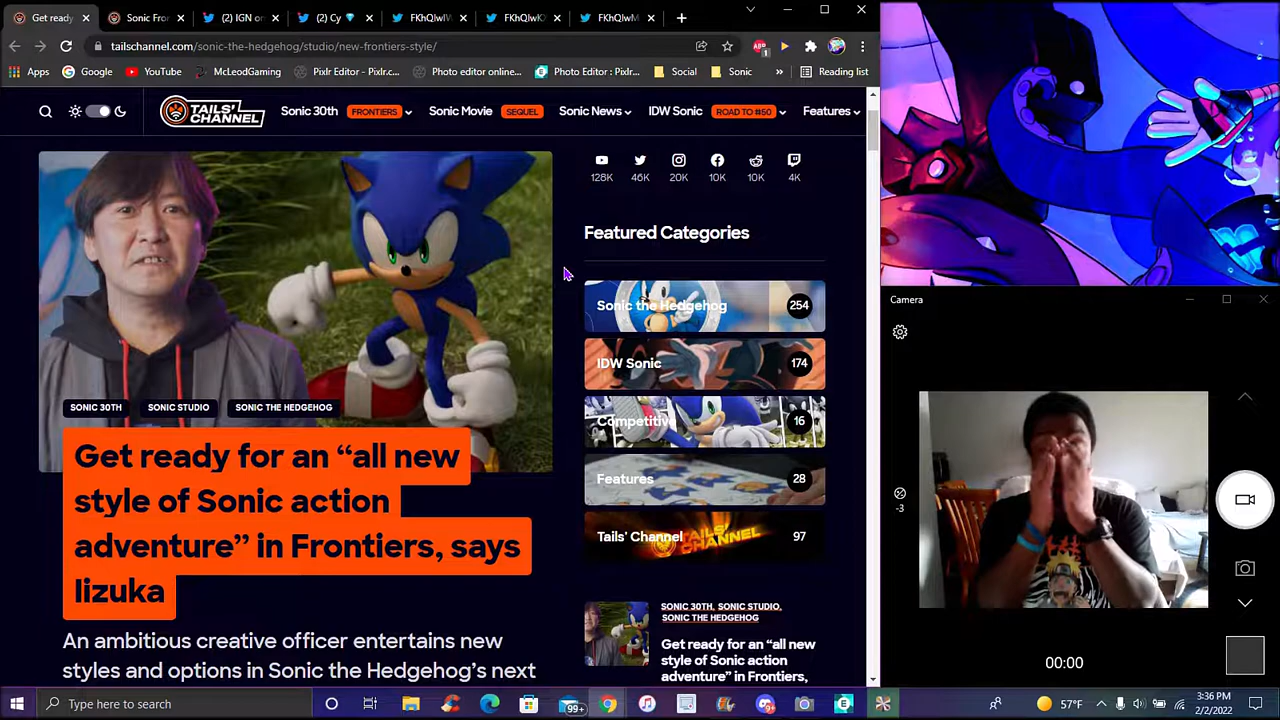 Get ready
Sonic Fron
(2) IGN on
(2) Cy
FKhQIwIW
FKhQIwK
FKhQIwM
tailschannel.com/sonic-the-hedgehog/studio/new-frontiers-style/
Apps
Google
YouTube
McLeodGaming
Pixlr Editor - Pixlr.c...
Photo editor online...
Photo Editor : Pixlr...
Social
Sonic
»
Reading list
TAILS'
CHANNEL
Sonic 30th FRONTIERS
Sonic Movie SEQUEL
Sonic News
IDW Sonic ROAD TO #50
Features
128K
46K
20K
10K
10K
4K
Featured Categories
Sonic the Hedgehog 254
IDW Sonic 174
Competitive 16
Features 28
Tails' Channel 97
SONIC 30TH
SONIC STUDIO
SONIC THE HEDGEHOG
Get ready for an “all new
style of Sonic action
adventure” in Frontiers, says
Iizuka
An ambitious creative officer entertains new
styles and options in Sonic the Hedgehog’s next
SONIC 30TH, SONIC STUDIO,
SONIC THE HEDGEHOG
Get ready for an “all new
style of Sonic action
adventure” in Frontiers,
Camera
-3
00:00
Type here to search
99+
57°F
3:36 PM
2/2/2022